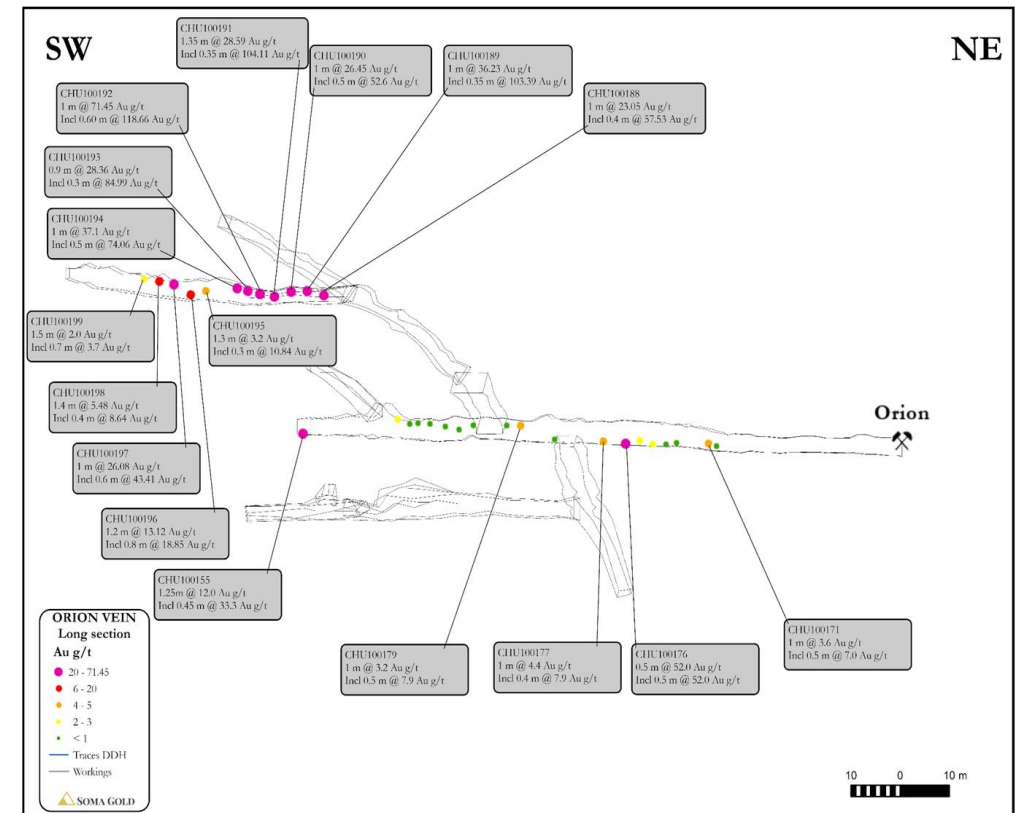 SW
NE
CHU100191
1.35 m @ 28.59 Au g/t
Incl 0.35 m @ 104.11 Au g/t
CHU100190
1 m @ 26.45 Au g/t
Incl 0.5 m @ 52.6 Au g/t
CHU100189
1 m @ 36.23 Au g/t
Incl 0.35 m @ 103.39 Au g/t
CHU100188
1 m @ 23.05 Au g/t
Incl 0.4 m @ 57.53 Au g/t
CHU100192
1 m @ 71.45 Au g/t
Incl 0.60 m @ 118.66 Au g/t
CHU100193
0.9 m @ 28.36 Au g/t
Incl 0.3 m @ 84.99 Au g/t
CHU100194
1 m @ 37.1 Au g/t
Incl 0.5 m @ 74.06 Au g/t
CHU100199
1.5 m @ 2.0 Au g/t
Incl 0.7 m @ 3.7 Au g/t
CHU100195
1.3 m @ 3.2 Au g/t
Incl 0.3 m @ 10.84 Au g/t
CHU100198
1.4 m @ 5.48 Au g/t
Incl 0.4 m @ 8.64 Au g/t
CHU100197
1 m @ 26.08 Au g/t
Incl 0.6 m @ 43.41 Au g/t
CHU100196
1.2 m @ 13.12 Au g/t
Incl 0.8 m @ 18.85 Au g/t
CHU100155
1.25m @ 12.0 Au g/t
Incl 0.45 m @ 33.3 Au g/t
Orion
CHU100179
1 m @ 3.2 Au g/t
Incl 0.5 m @ 7.9 Au g/t
CHU100177
1 m @ 4.4 Au g/t
Incl 0.4 m @ 7.9 Au g/t
CHU100176
0.5 m @ 52.0 Au g/t
Incl 0.5 m @ 52.0 Au g/t
CHU100171
1 m @ 3.6 Au g/t
Incl 0.5 m @ 7.0 Au g/t
ORION VEIN
Long section
Au g/t
20 - 71.45
6 - 20
4 - 5
2 - 3
< 1
Traces DDH
Workings
SOMA GOLD
10 0 10 m